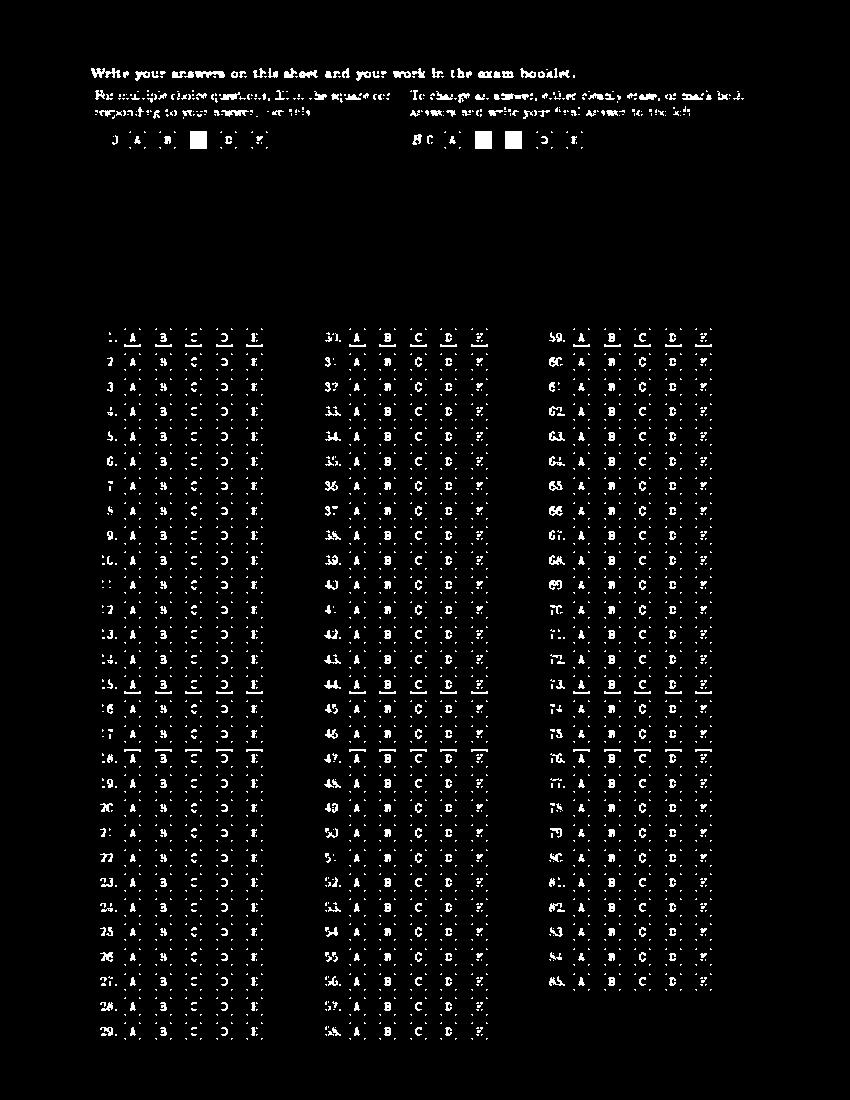 Write your answers on this sheet and your work in the exam booklet.
For multiple choice questions, fill in the square cor
responding to your answer, like this
To change an answer, either cleanly erase, or mark both
answers and write your final answer to the left
0 A B D E
B 0 A D E
1. A B C D E
2 A B C D E
3 A B C D E
4. A B C D E
5. A B C D E
6. A B C D E
7 A B C D E
8 A B C D E
9. A B C D E
10. A B C D E
11 A B C D E
12 A B C D E
13. A B C D E
14. A B C D E
15. A B C D E
16 A B C D E
17 A B C D E
18. A B C D E
19. A B C D E
20 A B C D E
21 A B C D E
22 A B C D E
23. A B C D E
24. A B C D E
25 A B C D E
26 A B C D E
27. A B C D E
28. A B C D E
29. A B C D E
30. A B C D E
31 A B C D E
32 A B C D E
33. A B C D E
34. A B C D E
35. A B C D E
36 A B C D E
37 A B C D E
38. A B C D E
39. A B C D E
40 A B C D E
41 A B C D E
42. A B C D E
43. A B C D E
44. A B C D E
45 A B C D E
46 A B C D E
47. A B C D E
48. A B C D E
49 A B C D E
50 A B C D E
51 A B C D E
52. A B C D E
53. A B C D E
54 A B C D E
55 A B C D E
56. A B C D E
57. A B C D E
58. A B C D E
59. A B C D E
60 A B C D E
61 A B C D E
62. A B C D E
63. A B C D E
64. A B C D E
65 A B C D E
66 A B C D E
67. A B C D E
68. A B C D E
69 A B C D E
70 A B C D E
71. A B C D E
72. A B C D E
73. A B C D E
74 A B C D E
75. A B C D E
76. A B C D E
77. A B C D E
78 A B C D E
79 A B C D E
80 A B C D E
81. A B C D E
82. A B C D E
83 A B C D E
84 A B C D E
85. A B C D E